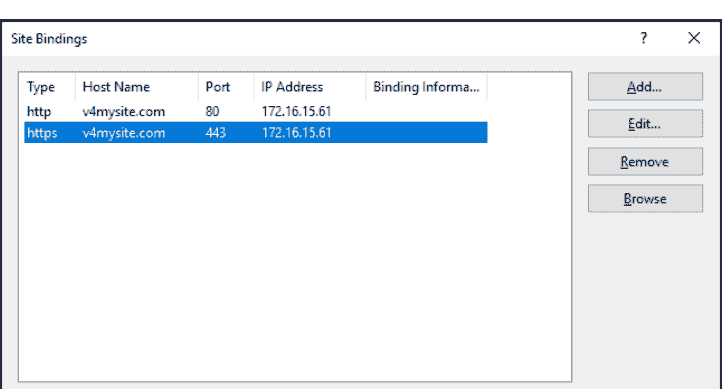 Site Bindings ? ×
Type Host Name Port IP Address Binding Informa...
http v4mysite.com 80 172.16.15.61
https v4mysite.com 443 172.16.15.61
Add...
Edit...
Remove
Browse